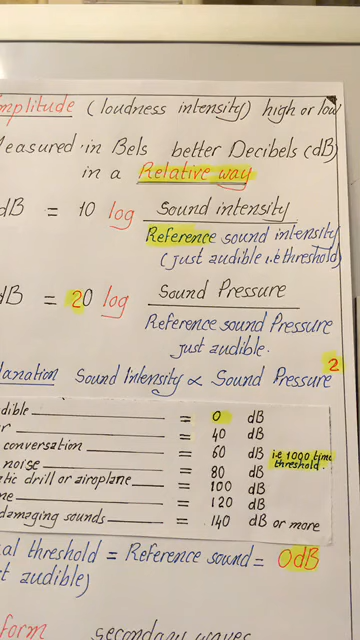 Amplitude (loudness intensity) high or low
Measured in Bels better Decibels (dB)
in a Relative way
dB = 10 log Sound intensity
Reference sound intensity
(just audible i.e threshold)
dB = 20 log Sound Pressure
Reference sound Pressure
just audible.
lanation Sound Intensity ∝ Sound Pressure 2
dible = 0 dB
r = 40 dB
conversation = 60 dB i.e 1000 time
noise = 80 dB threshold.
tic drill or airoplane = 100 dB
ne = 120 dB
damaging sounds = 140 dB or more
al threshold = Reference sound = 0dB
t audible)
form secondary waves